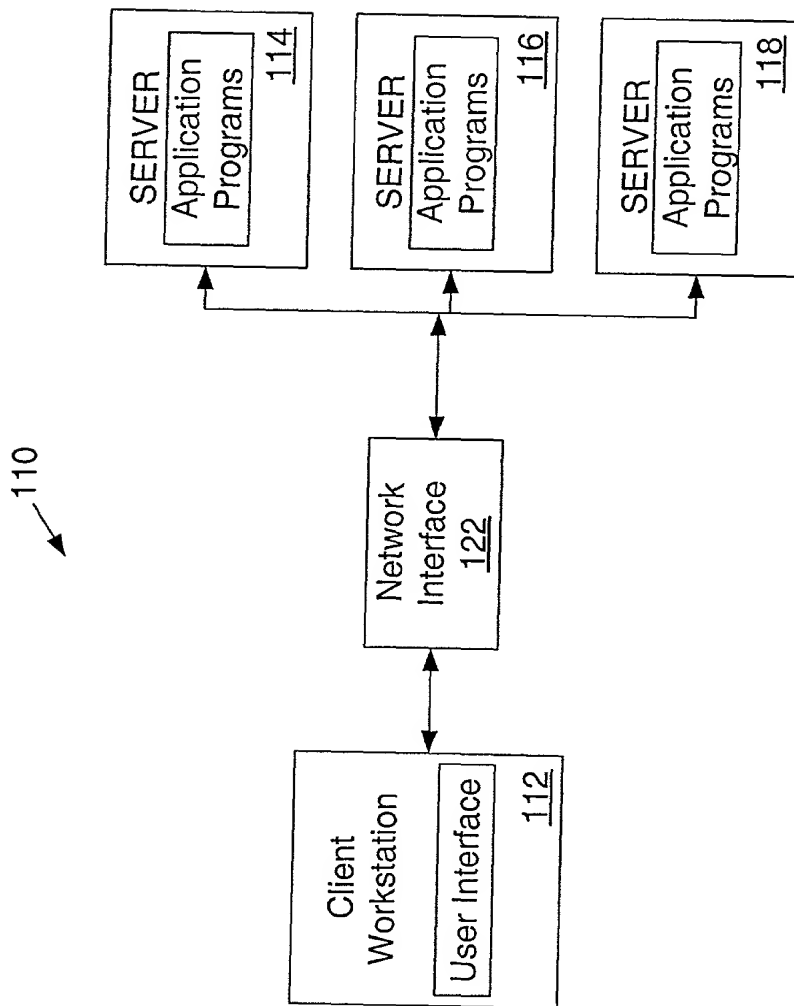 110
Client
Workstation
User Interface
112
Network
Interface
122
SERVER
Application
Programs
114
SERVER
Application
Programs
116
SERVER
Application
Programs
118